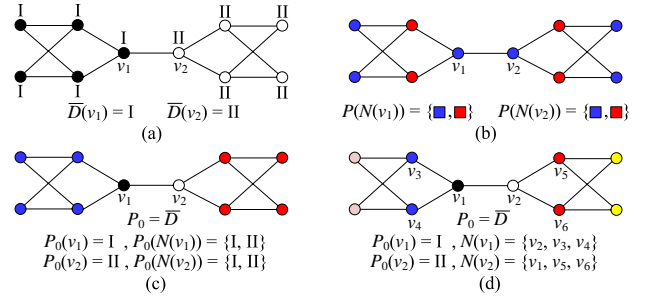 I I I II II II
v₁ v₂
I I II II
D̅(v₁) = I D̅(v₂) = II
(a)
v₁ v₂
P(N(v₁)) = {■,■} P(N(v₂)) = {■,■}
(b)
v₁ v₂
P₀ = D̅
P₀(v₁) = I , P₀(N(v₁)) = {I, II}
P₀(v₂) = II , P₀(N(v₂)) = {I, II}
(c)
v₃ v₅
v₁ v₂
v₄ P₀ = D̅ v₆
P₀(v₁) = I , N(v₁) = {v₂, v₃, v₄}
P₀(v₂) = II , N(v₂) = {v₁, v₅, v₆}
(d)